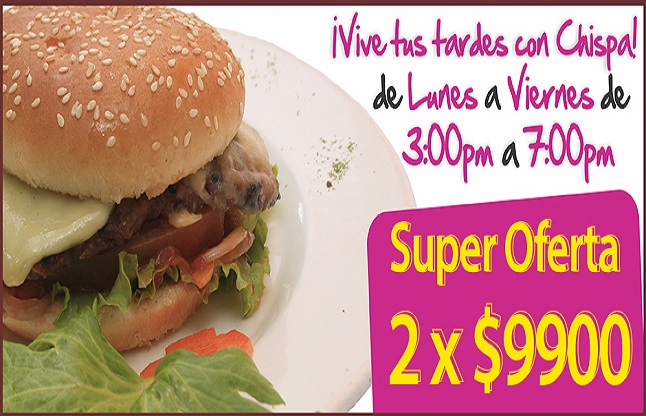 ¡Vive tus tardes con Chispa!
de Lunes a Viernes de
3:00pm a 7:00pm
Super Oferta
2 x $9900